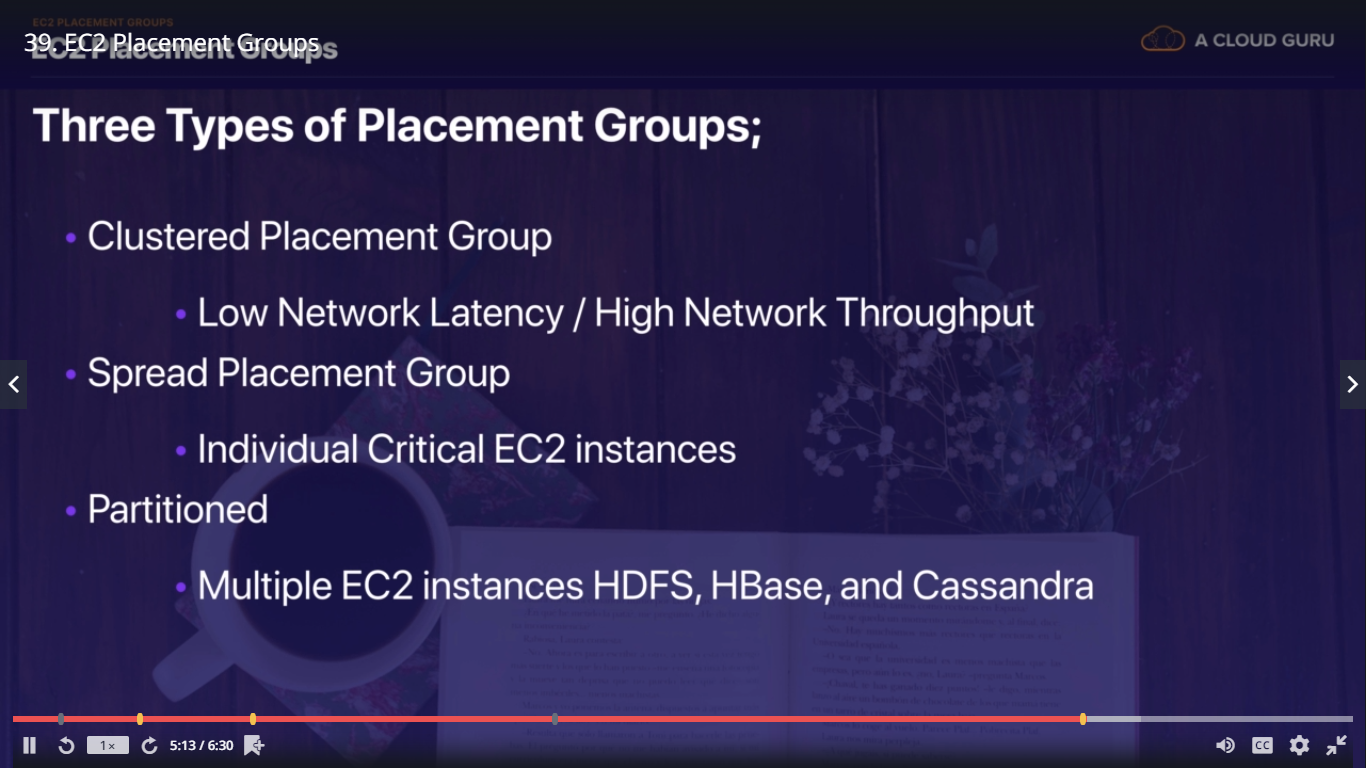 EC2 PLACEMENT GROUPS
39. EC2 Placement Groups
EC2 Placement Groups
A CLOUD GURU
Three Types of Placement Groups;
• Clustered Placement Group
• Low Network Latency / High Network Throughput
• Spread Placement Group
• Individual Critical EC2 instances
• Partitioned
• Multiple EC2 instances HDFS, HBase, and Cassandra
1×
5:13 / 6:30
CC